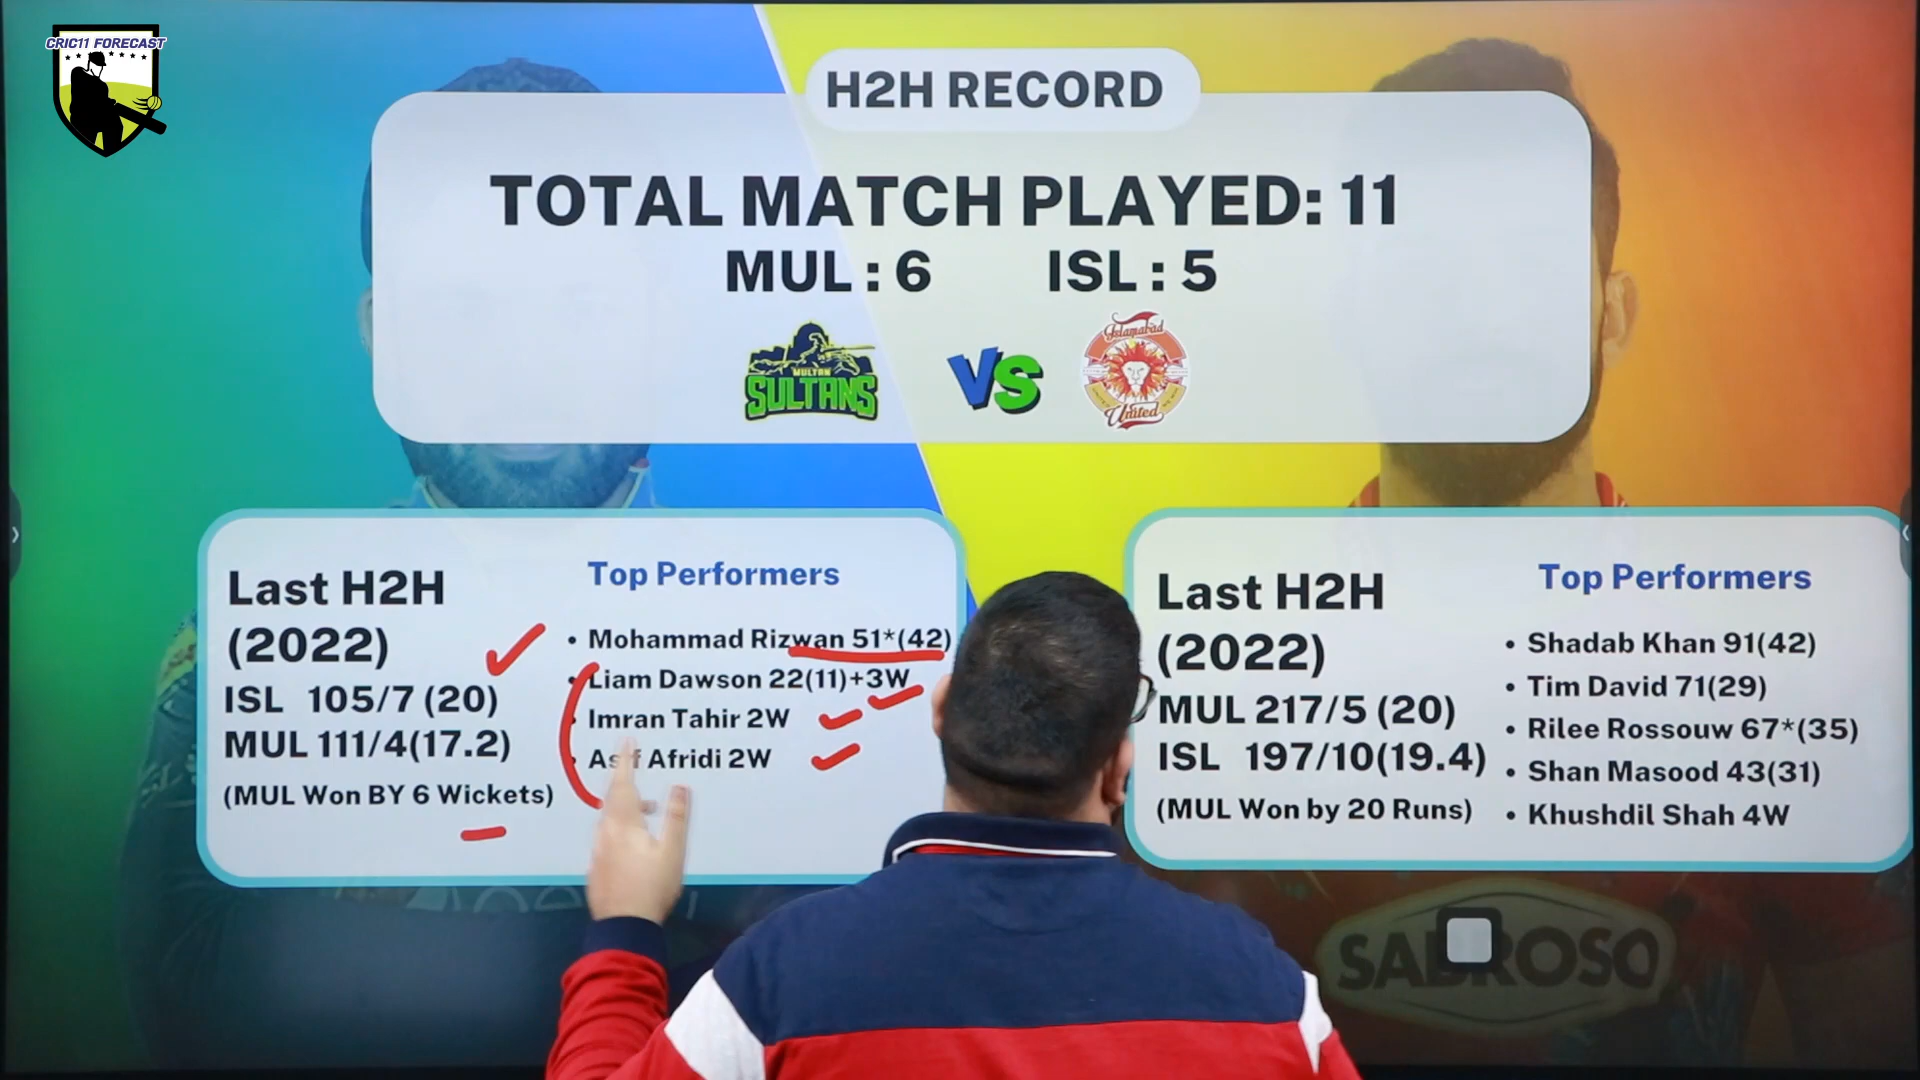 CRIC11 FORECAST
H2H RECORD
TOTAL MATCH PLAYED: 11
MUL : 6 ISL : 5
MULTAN
SULTANS
VS
Islamabad
United
Last H2H
(2022)
ISL 105/7 (20)
MUL 111/4(17.2)
(MUL Won BY 6 Wickets)
Top Performers
• Mohammad Rizwan 51*(42)
• Liam Dawson 22(11)+3W
• Imran Tahir 2W
• Asif Afridi 2W
Last H2H
(2022)
MUL 217/5 (20)
ISL 197/10(19.4)
(MUL Won by 20 Runs)
Top Performers
• Shadab Khan 91(42)
• Tim David 71(29)
• Rilee Rossouw 67*(35)
• Shan Masood 43(31)
• Khushdil Shah 4W
SABROSO